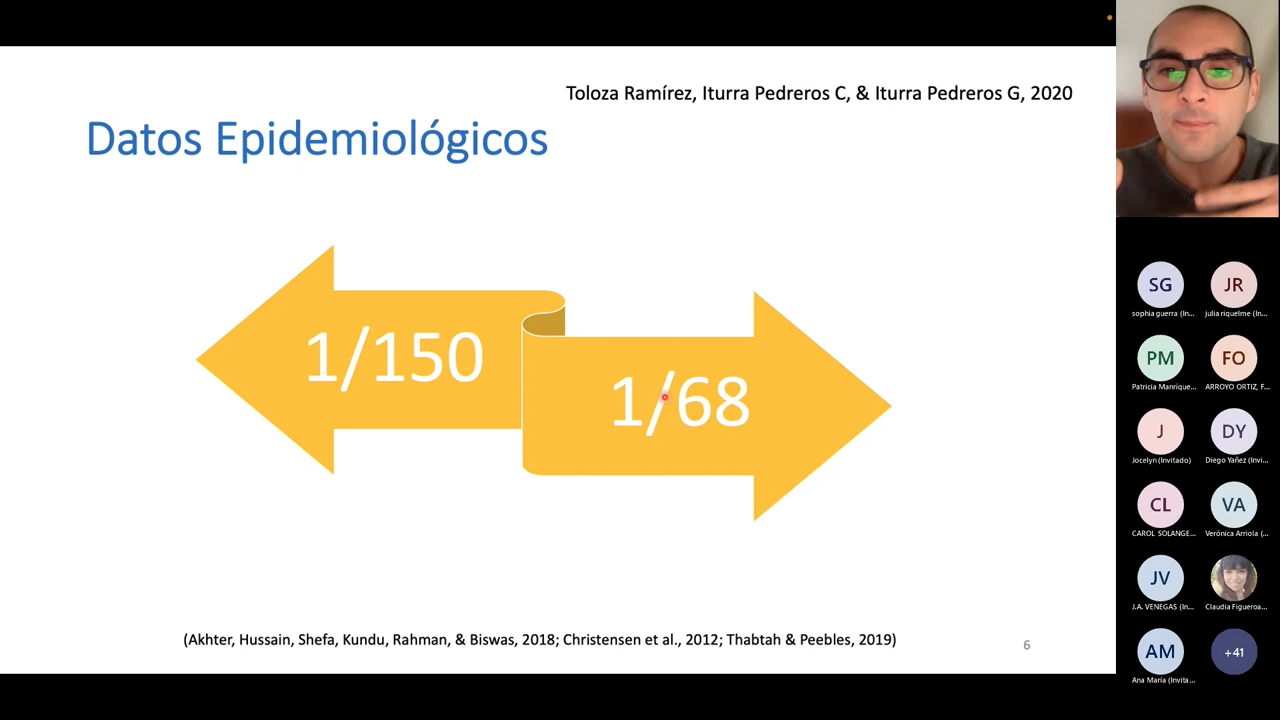 Toloza Ramírez, Iturra Pedreros C, & Iturra Pedreros G, 2020
Datos Epidemiológicos
1/150
1/68
(Akhter, Hussain, Shefa, Kundu, Rahman, & Biswas, 2018; Christensen et al., 2012; Thabtah & Peebles, 2019)
6
SG
JR
sophia guerra (In...
julia riquelme (In...
PM
FO
Patricia Manrique...
ARROYO ORTIZ, F...
J
DY
Jocelyn (Invitado)
Diego Yañez (Invi...
CL
VA
CAROL SOLANGE...
Verónica Arriola (...
JV
J.A. VENEGAS (In...
Claudia Figueroa...
AM
+41
Ana María (Invita...